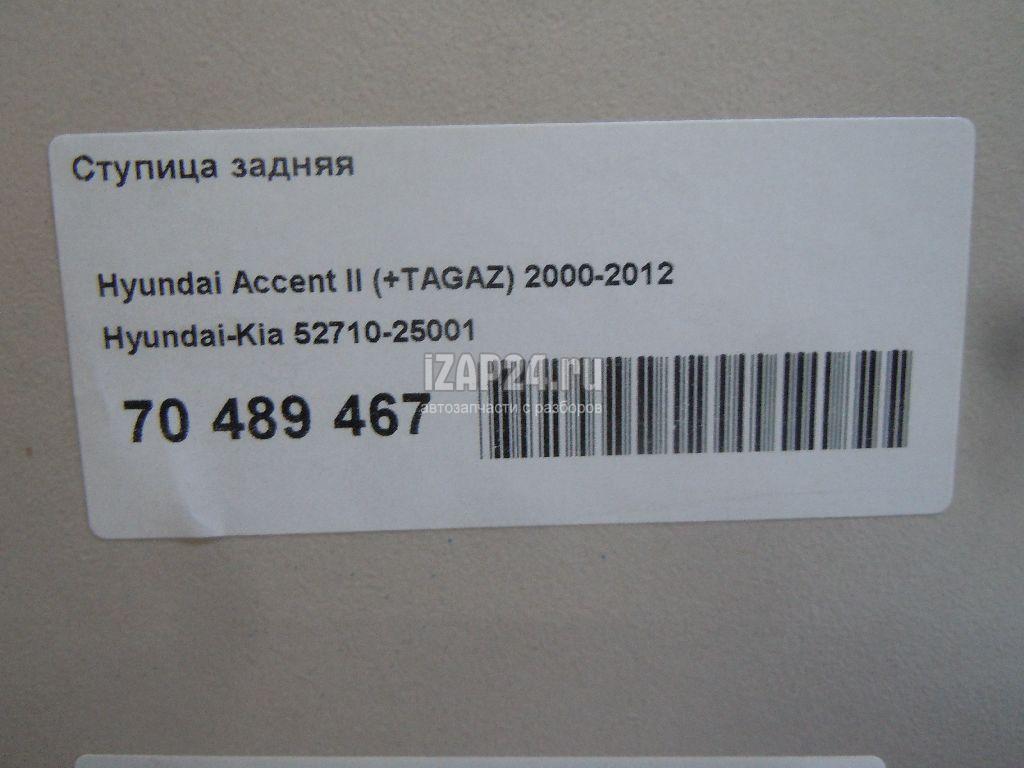 Ступица задняя
Hyundai Accent II (+TAGAZ) 2000-2012
Hyundai-Kia 52710-25001
iZAP24.ru
70 489 467
автозапчасти с разборов